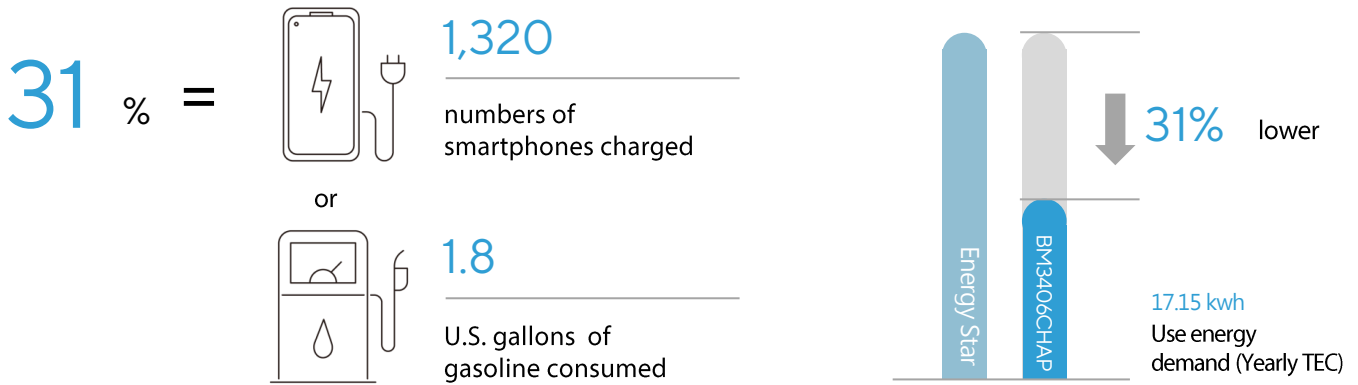 31 % =
1,320
numbers of
smartphones charged
or
1.8
U.S. gallons of
gasoline consumed
Energy Star
BM3406CHAP
31% lower
17.15 kwh
Use energy
demand (Yearly TEC)